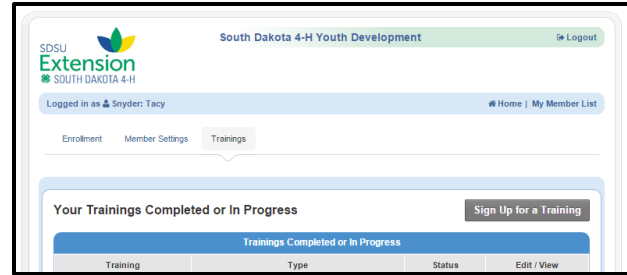 South Dakota 4-H Youth Development
Logout
SDSU
Extension
SOUTH DAKOTA 4-H
Logged in as Snyder: Tacy
Home | My Member List
Enrollment Member Settings Trainings
Your Trainings Completed or In Progress
Sign Up for a Training
Trainings Completed or In Progress
Training Type Status Edit / View